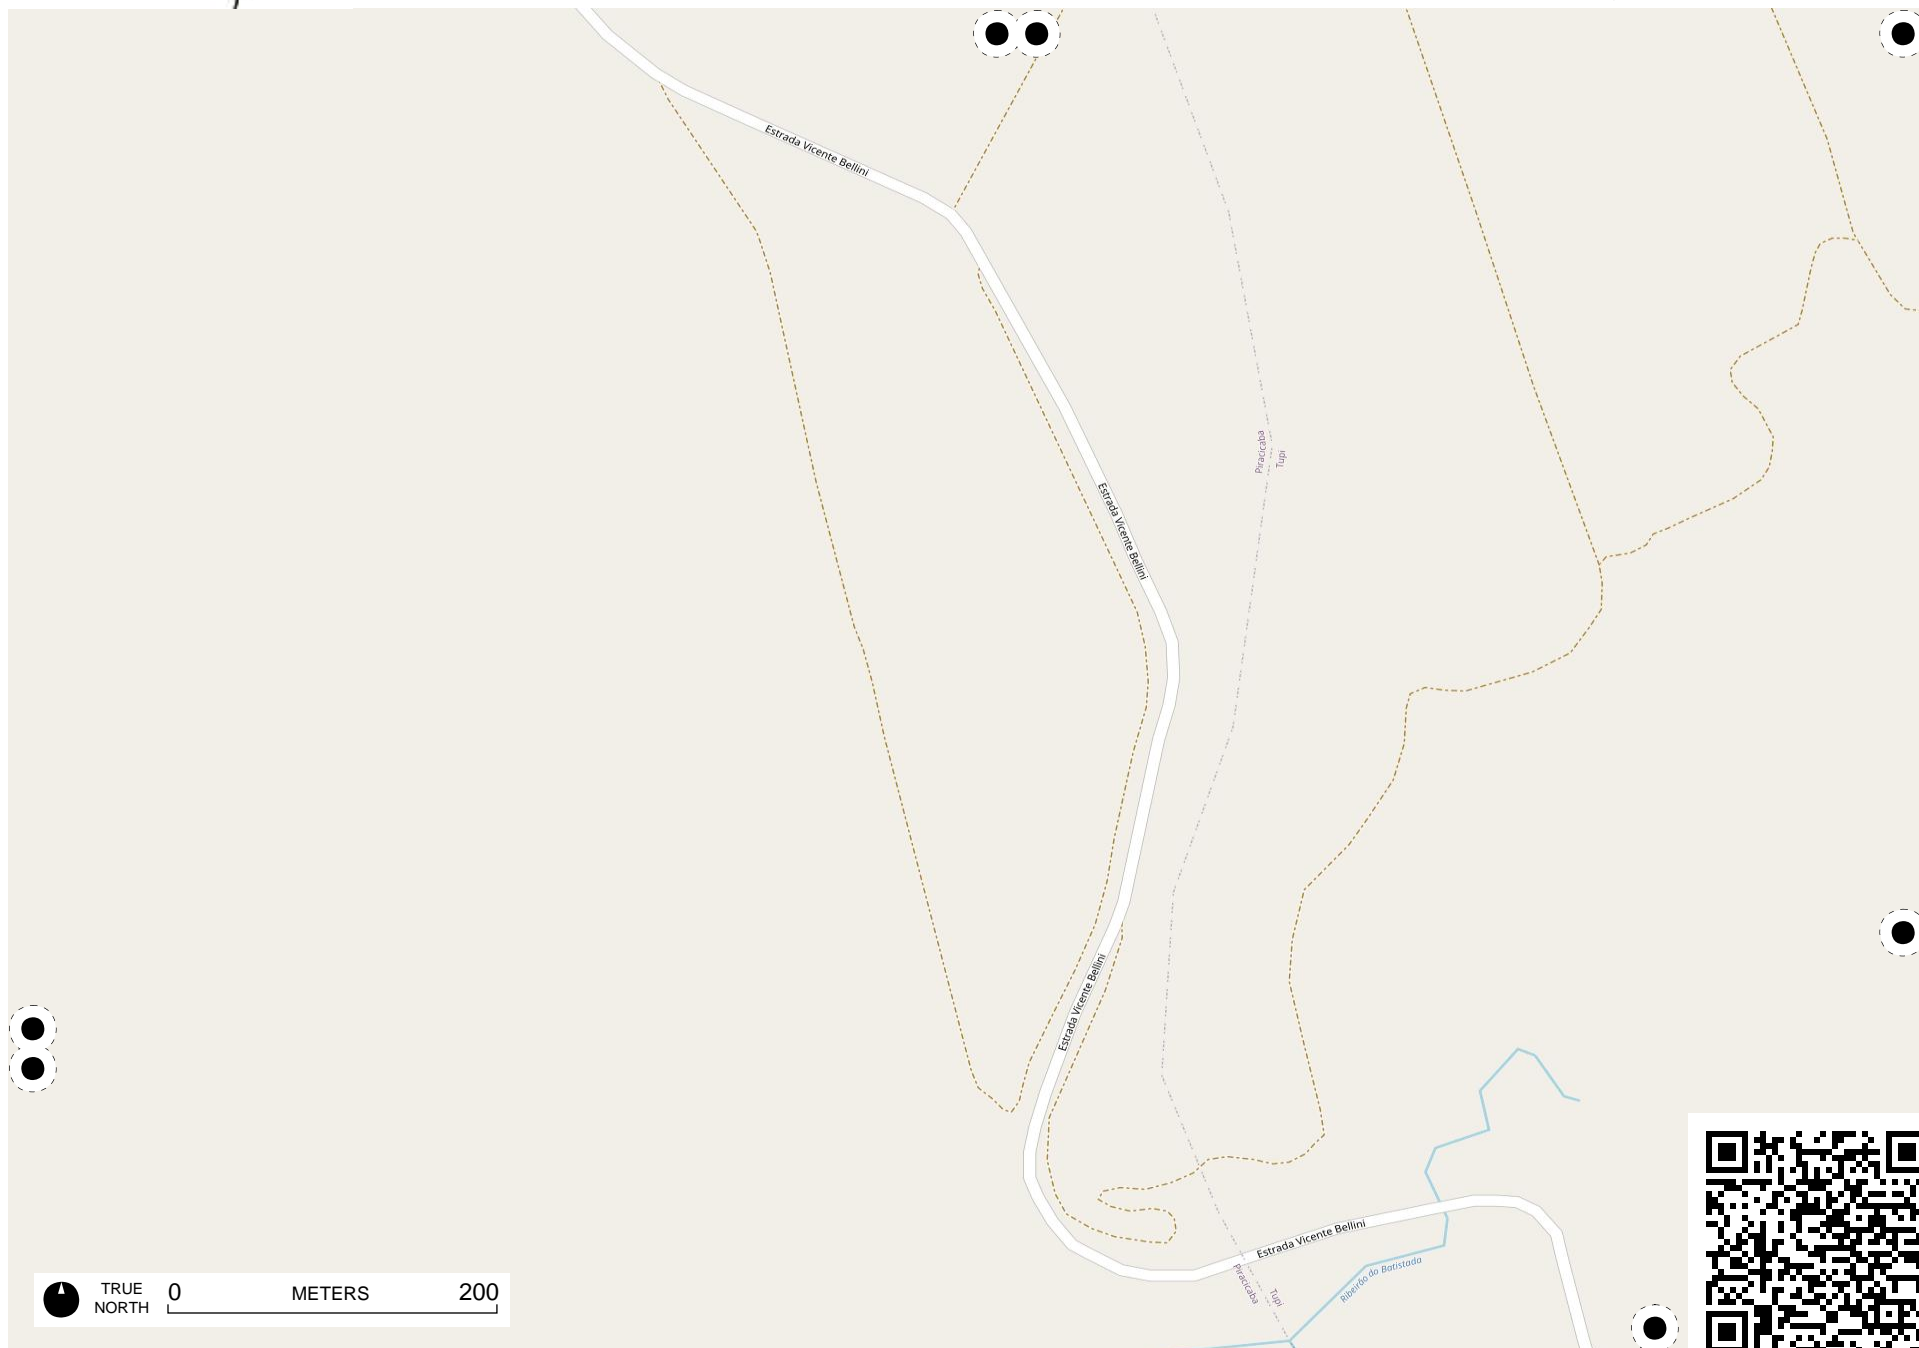 Estrada Vicente Bellini
Piracicaba
Tupi
Estrada Vicente Bellini
Estrada Vicente Bellini
Estrada Vicente Bellini
Ribeirão do Batistada
Piracicaba
Tupi
TRUE
NORTH
0 METERS 200